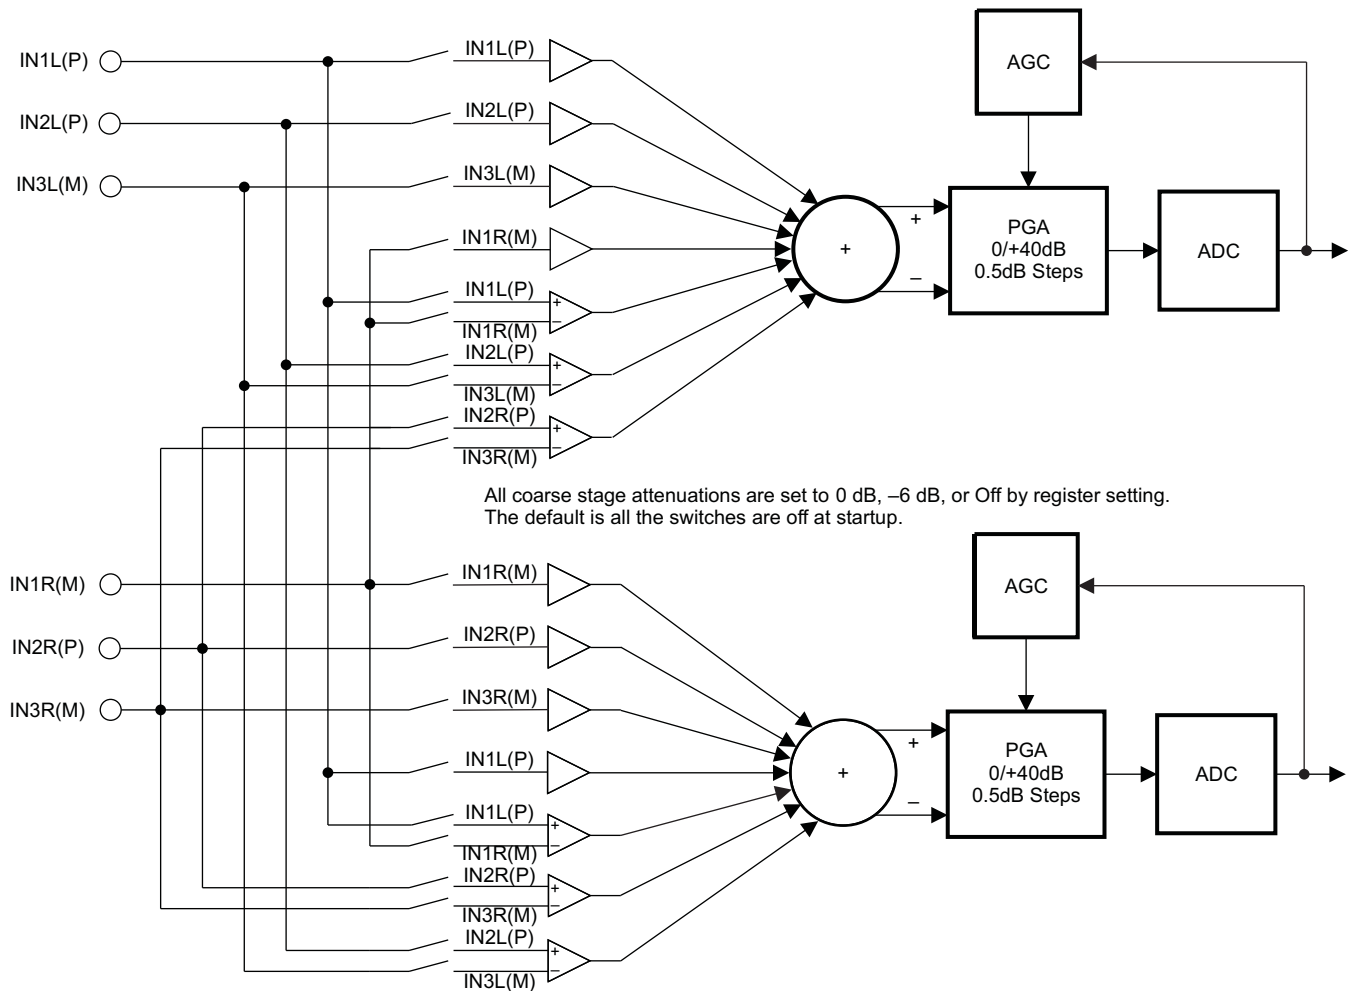 IN1L(P)
IN2L(P)
IN3L(M)
IN1L(P)
IN2L(P)
IN3L(M)
IN1R(M)
IN1L(P)
+
–
IN1R(M)
IN2L(P)
+
–
IN3L(M)
IN2R(P)
+
–
IN3R(M)
+
+
–
AGC
PGA
0/+40dB
0.5dB Steps
ADC
All coarse stage attenuations are set to 0 dB, –6 dB, or Off by register setting.
The default is all the switches are off at startup.
IN1R(M)
IN2R(P)
IN3R(M)
IN1R(M)
IN2R(P)
IN3R(M)
IN1L(P)
IN1L(P)
+
–
IN1R(M)
IN2R(P)
+
–
IN3R(M)
IN2L(P)
+
–
IN3L(M)
+
+
–
AGC
PGA
0/+40dB
0.5dB Steps
ADC